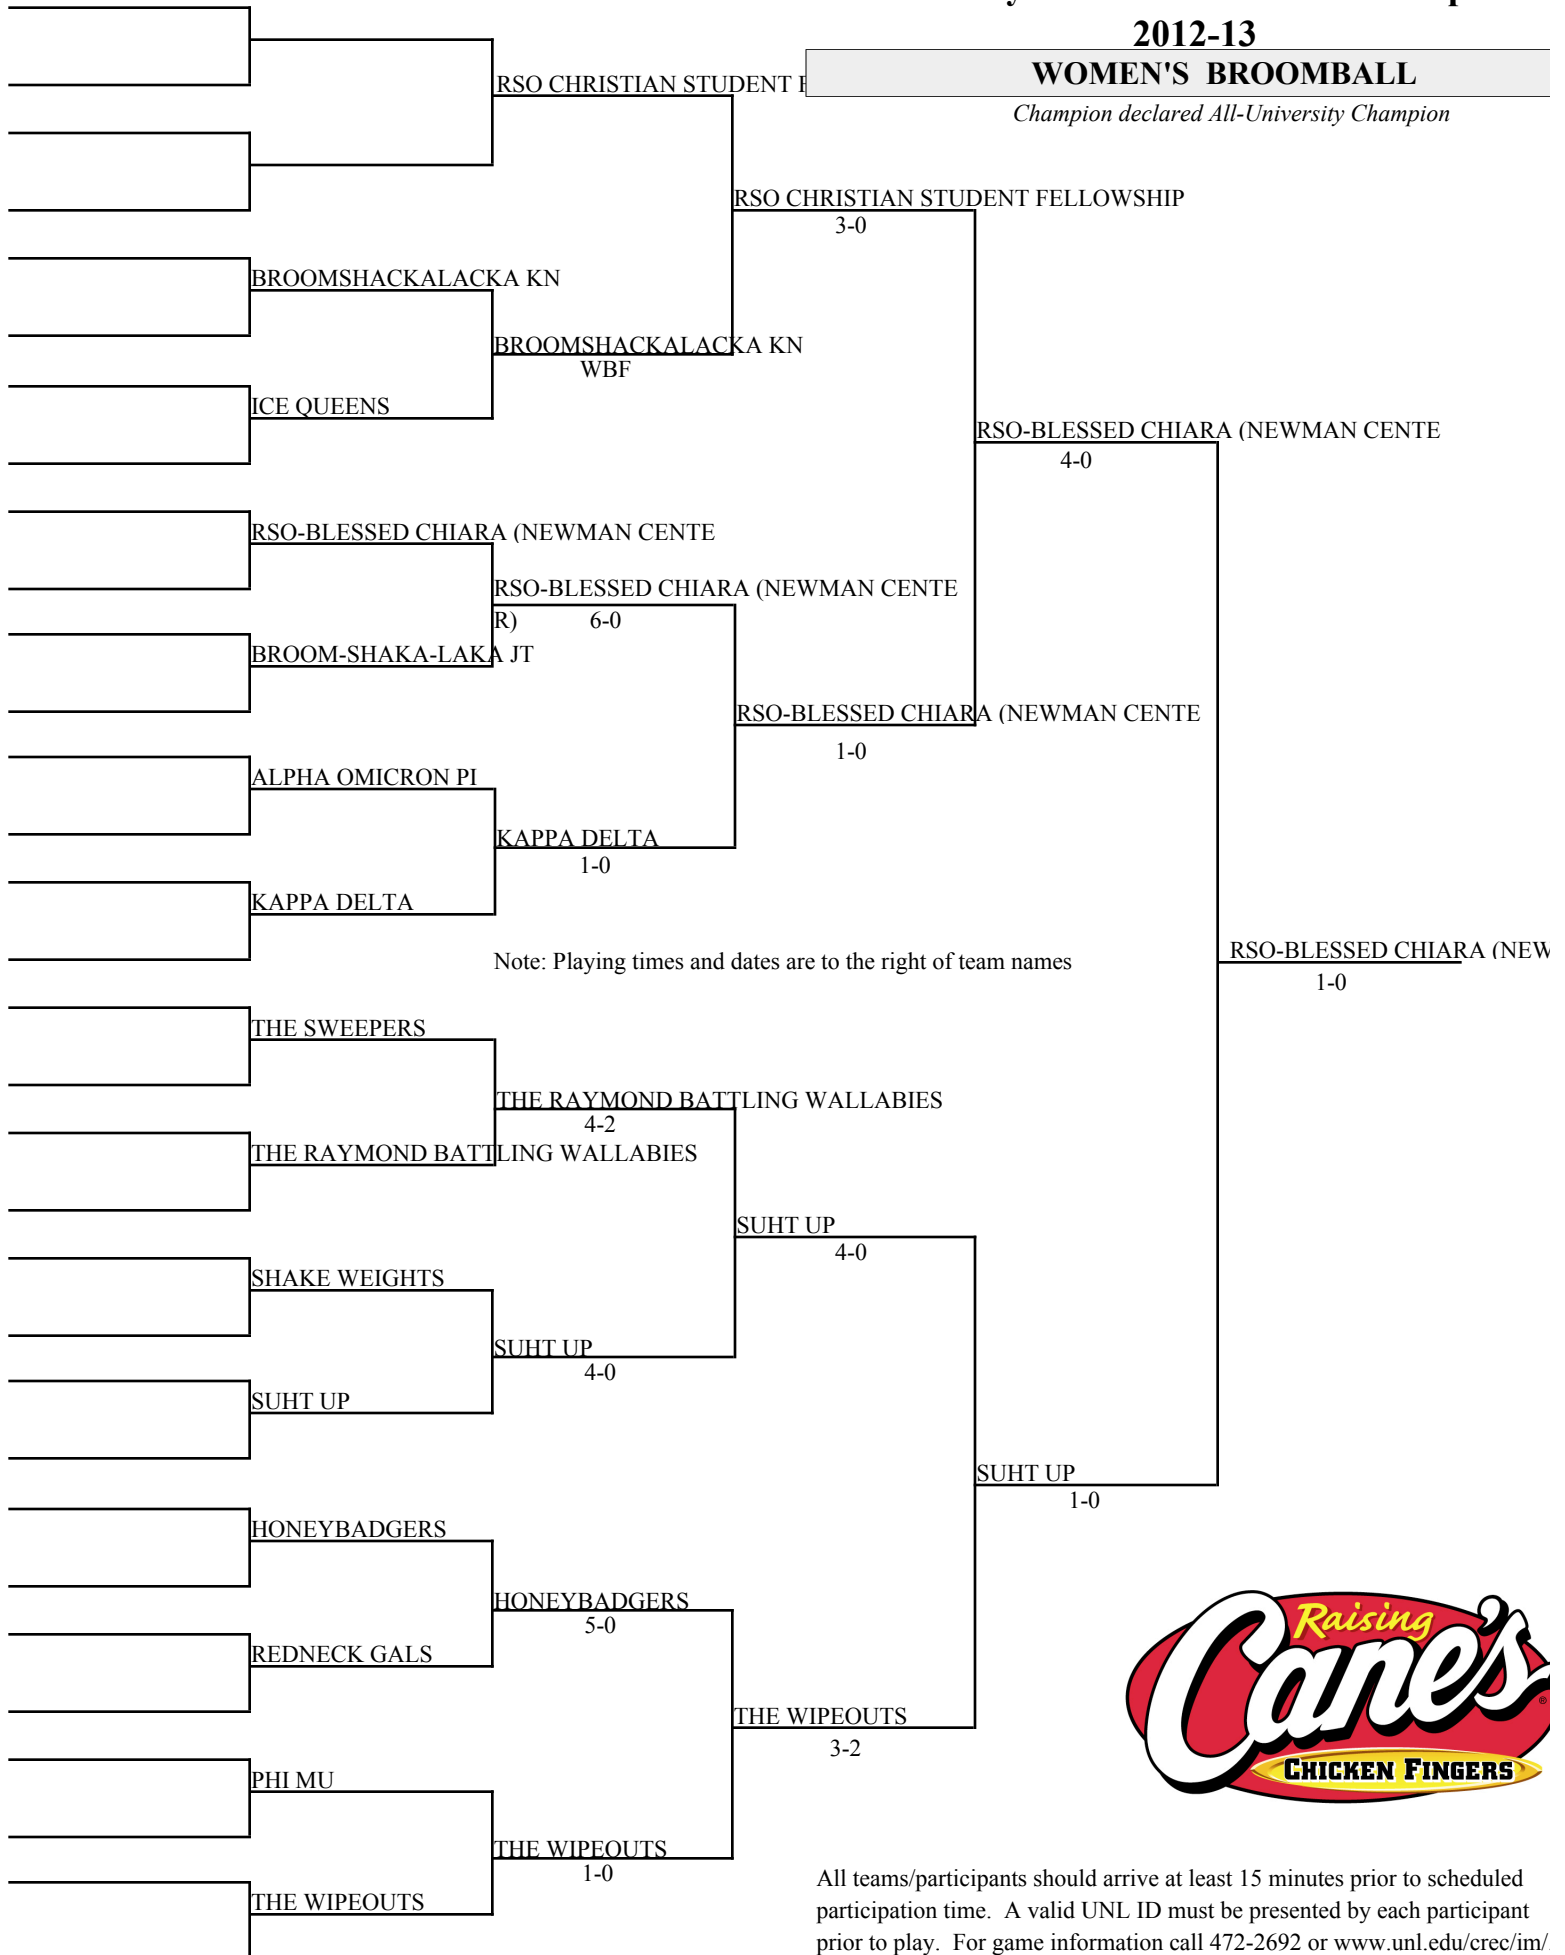 2012-13
WOMEN'S BROOMBALL
Champion declared All-University Champion
RSO CHRISTIAN STUDENT
RSO CHRISTIAN STUDENT FELLOWSHIP
3-0
BROOMSHACKALACKA KN
BROOMSHACKALACKA KN
WBF
ICE QUEENS
RSO-BLESSED CHIARA (NEWMAN CENTE
4-0
RSO-BLESSED CHIARA (NEWMAN CENTE
RSO-BLESSED CHIARA (NEWMAN CENTE
R) 6-0
BROOM-SHAKA-LAKA JT
RSO-BLESSED CHIARA (NEWMAN CENTE
1-0
ALPHA OMICRON PI
KAPPA DELTA
1-0
KAPPA DELTA
RSO-BLESSED CHIARA (NEW
1-0
Note: Playing times and dates are to the right of team names
THE SWEEPERS
THE RAYMOND BATTLING WALLABIES
4-2
THE RAYMOND BATTLING WALLABIES
SUHT UP
4-0
SHAKE WEIGHTS
SUHT UP
4-0
SUHT UP
SUHT UP
1-0
HONEYBADGERS
HONEYBADGERS
5-0
REDNECK GALS
THE WIPEOUTS
3-2
PHI MU
THE WIPEOUTS
1-0
THE WIPEOUTS
Raising
Cane's
®
CHICKEN FINGERS
All teams/participants should arrive at least 15 minutes prior to scheduled
participation time. A valid UNL ID must be presented by each participant
prior to play. For game information call 472-2692 or www.unl.edu/crec/im/